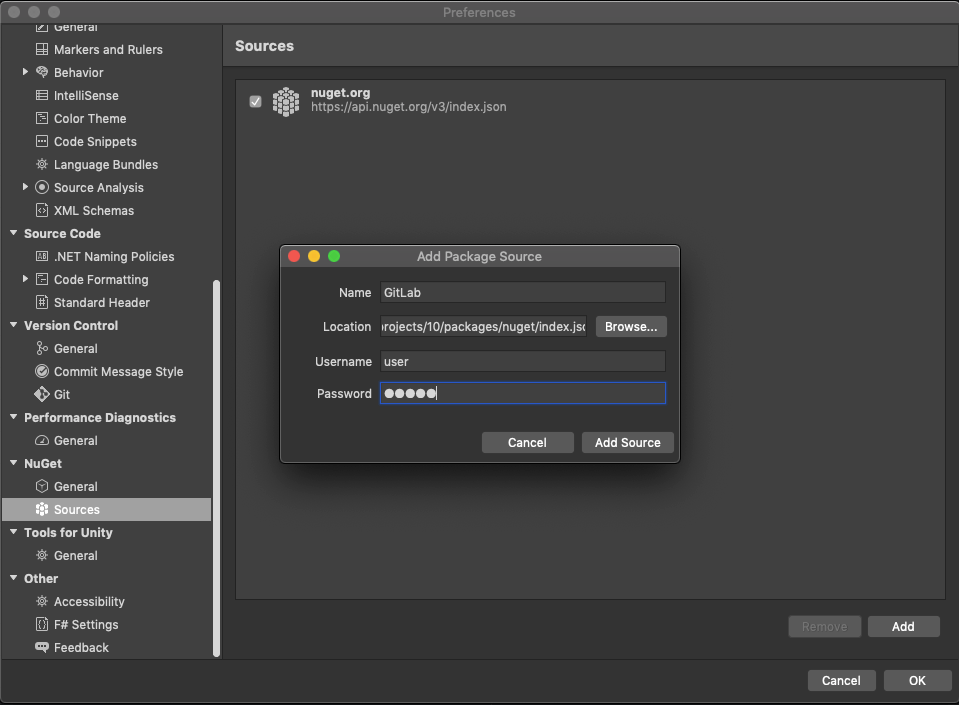 Preferences
General
Markers and Rulers
Behavior
IntelliSense
Color Theme
Code Snippets
Language Bundles
Source Analysis
XML Schemas
Source Code
.NET Naming Policies
Code Formatting
Standard Header
Version Control
General
Commit Message Style
Git
Performance Diagnostics
General
NuGet
General
Sources
Tools for Unity
General
Other
Accessibility
F# Settings
Feedback
Sources
nuget.org
https://api.nuget.org/v3/index.json
Add Package Source
Name GitLab
Location rojects/10/packages/nuget/index.jso Browse...
Username user
Password ●●●●●
Cancel Add Source
Remove Add
Cancel OK